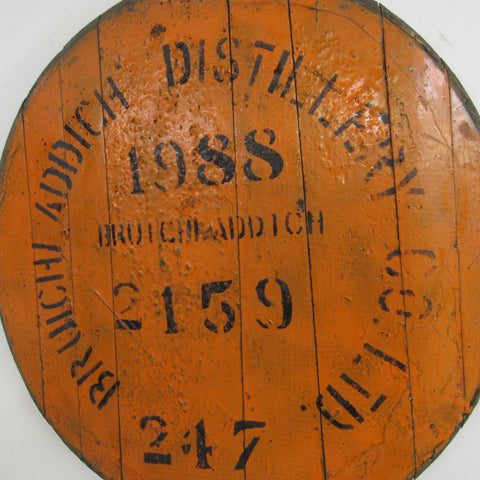 BRUICHLADDICH DISTILLERY CO. LTD
1988
BRUICHLADDICH
2159
247